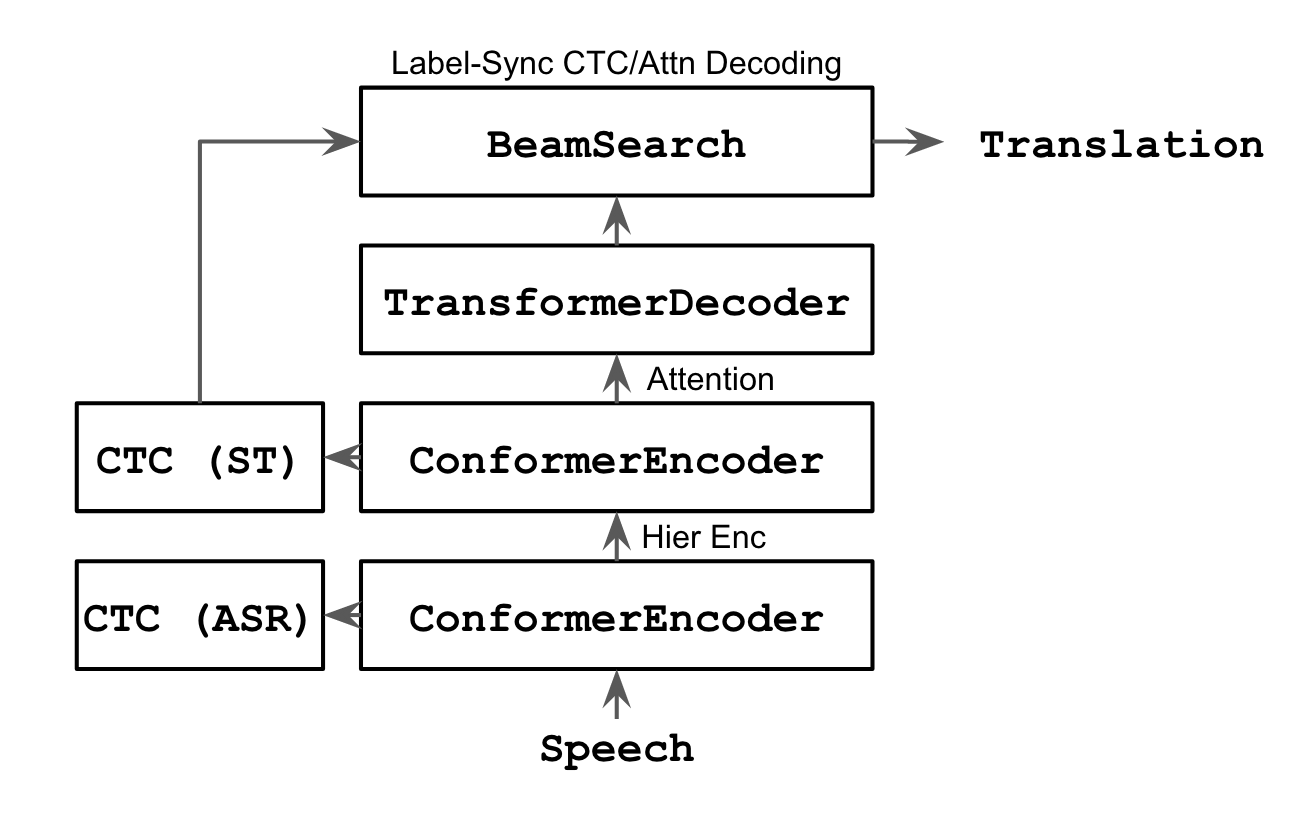 Label-Sync CTC/Attn Decoding
BeamSearch
Translation
TransformerDecoder
Attention
CTC (ST)
ConformerEncoder
Hier Enc
CTC (ASR)
ConformerEncoder
Speech